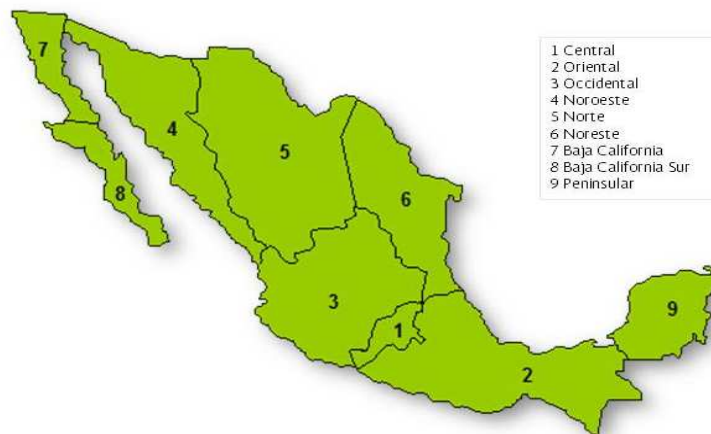 7
4
8
5
6
3
1
2
9
1 Central
2 Oriental
3 Occidental
4 Noroeste
5 Norte
6 Noreste
7 Baja California
8 Baja California Sur
9 Peninsular